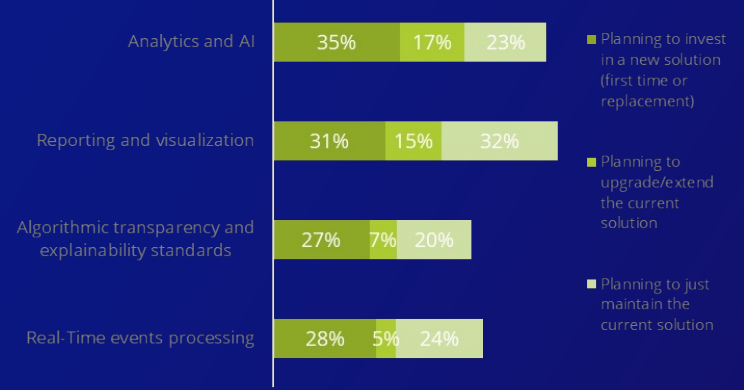 Analytics and AI
35% 17% 23%
Reporting and visualization
31% 15% 32%
Algorithmic transparency and
explainability standards
27% 7% 20%
Real-Time events processing
28% 5% 24%
Planning to invest
in a new solution
(first time or
replacement)
Planning to
upgrade/extend
the current
solution
Planning to just
maintain the
current solution